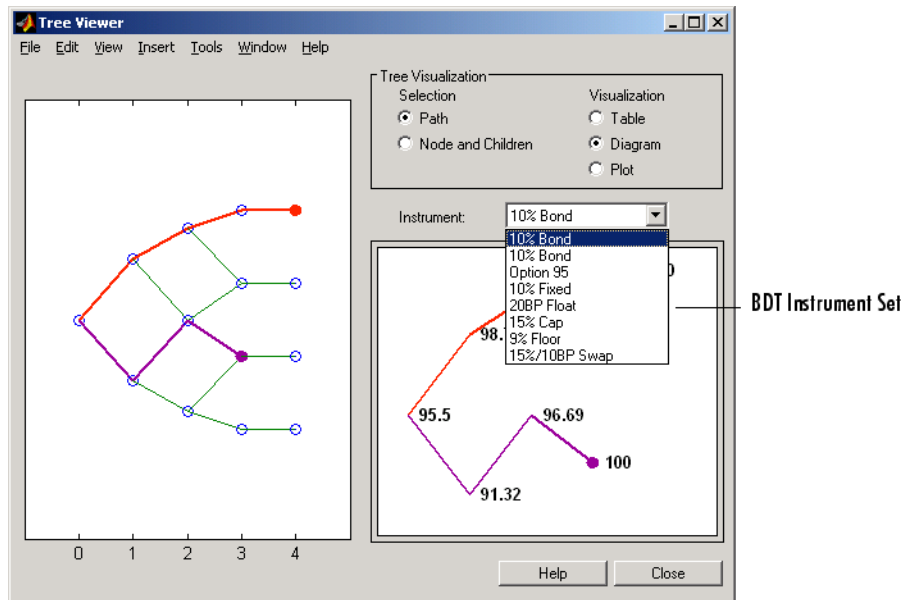 Tree Viewer
File Edit View Insert Tools Window Help
Tree Visualization
Selection Visualization
Path Table
Node and Children Diagram
Plot
Instrument: 10% Bond
10% Bond
10% Bond
Option 95
10% Fixed
20BP Float
15% Cap
9% Floor
15%/10BP Swap
BDT Instrument Set
95.5
96.69
100
91.32
0 1 2 3 4
Help Close